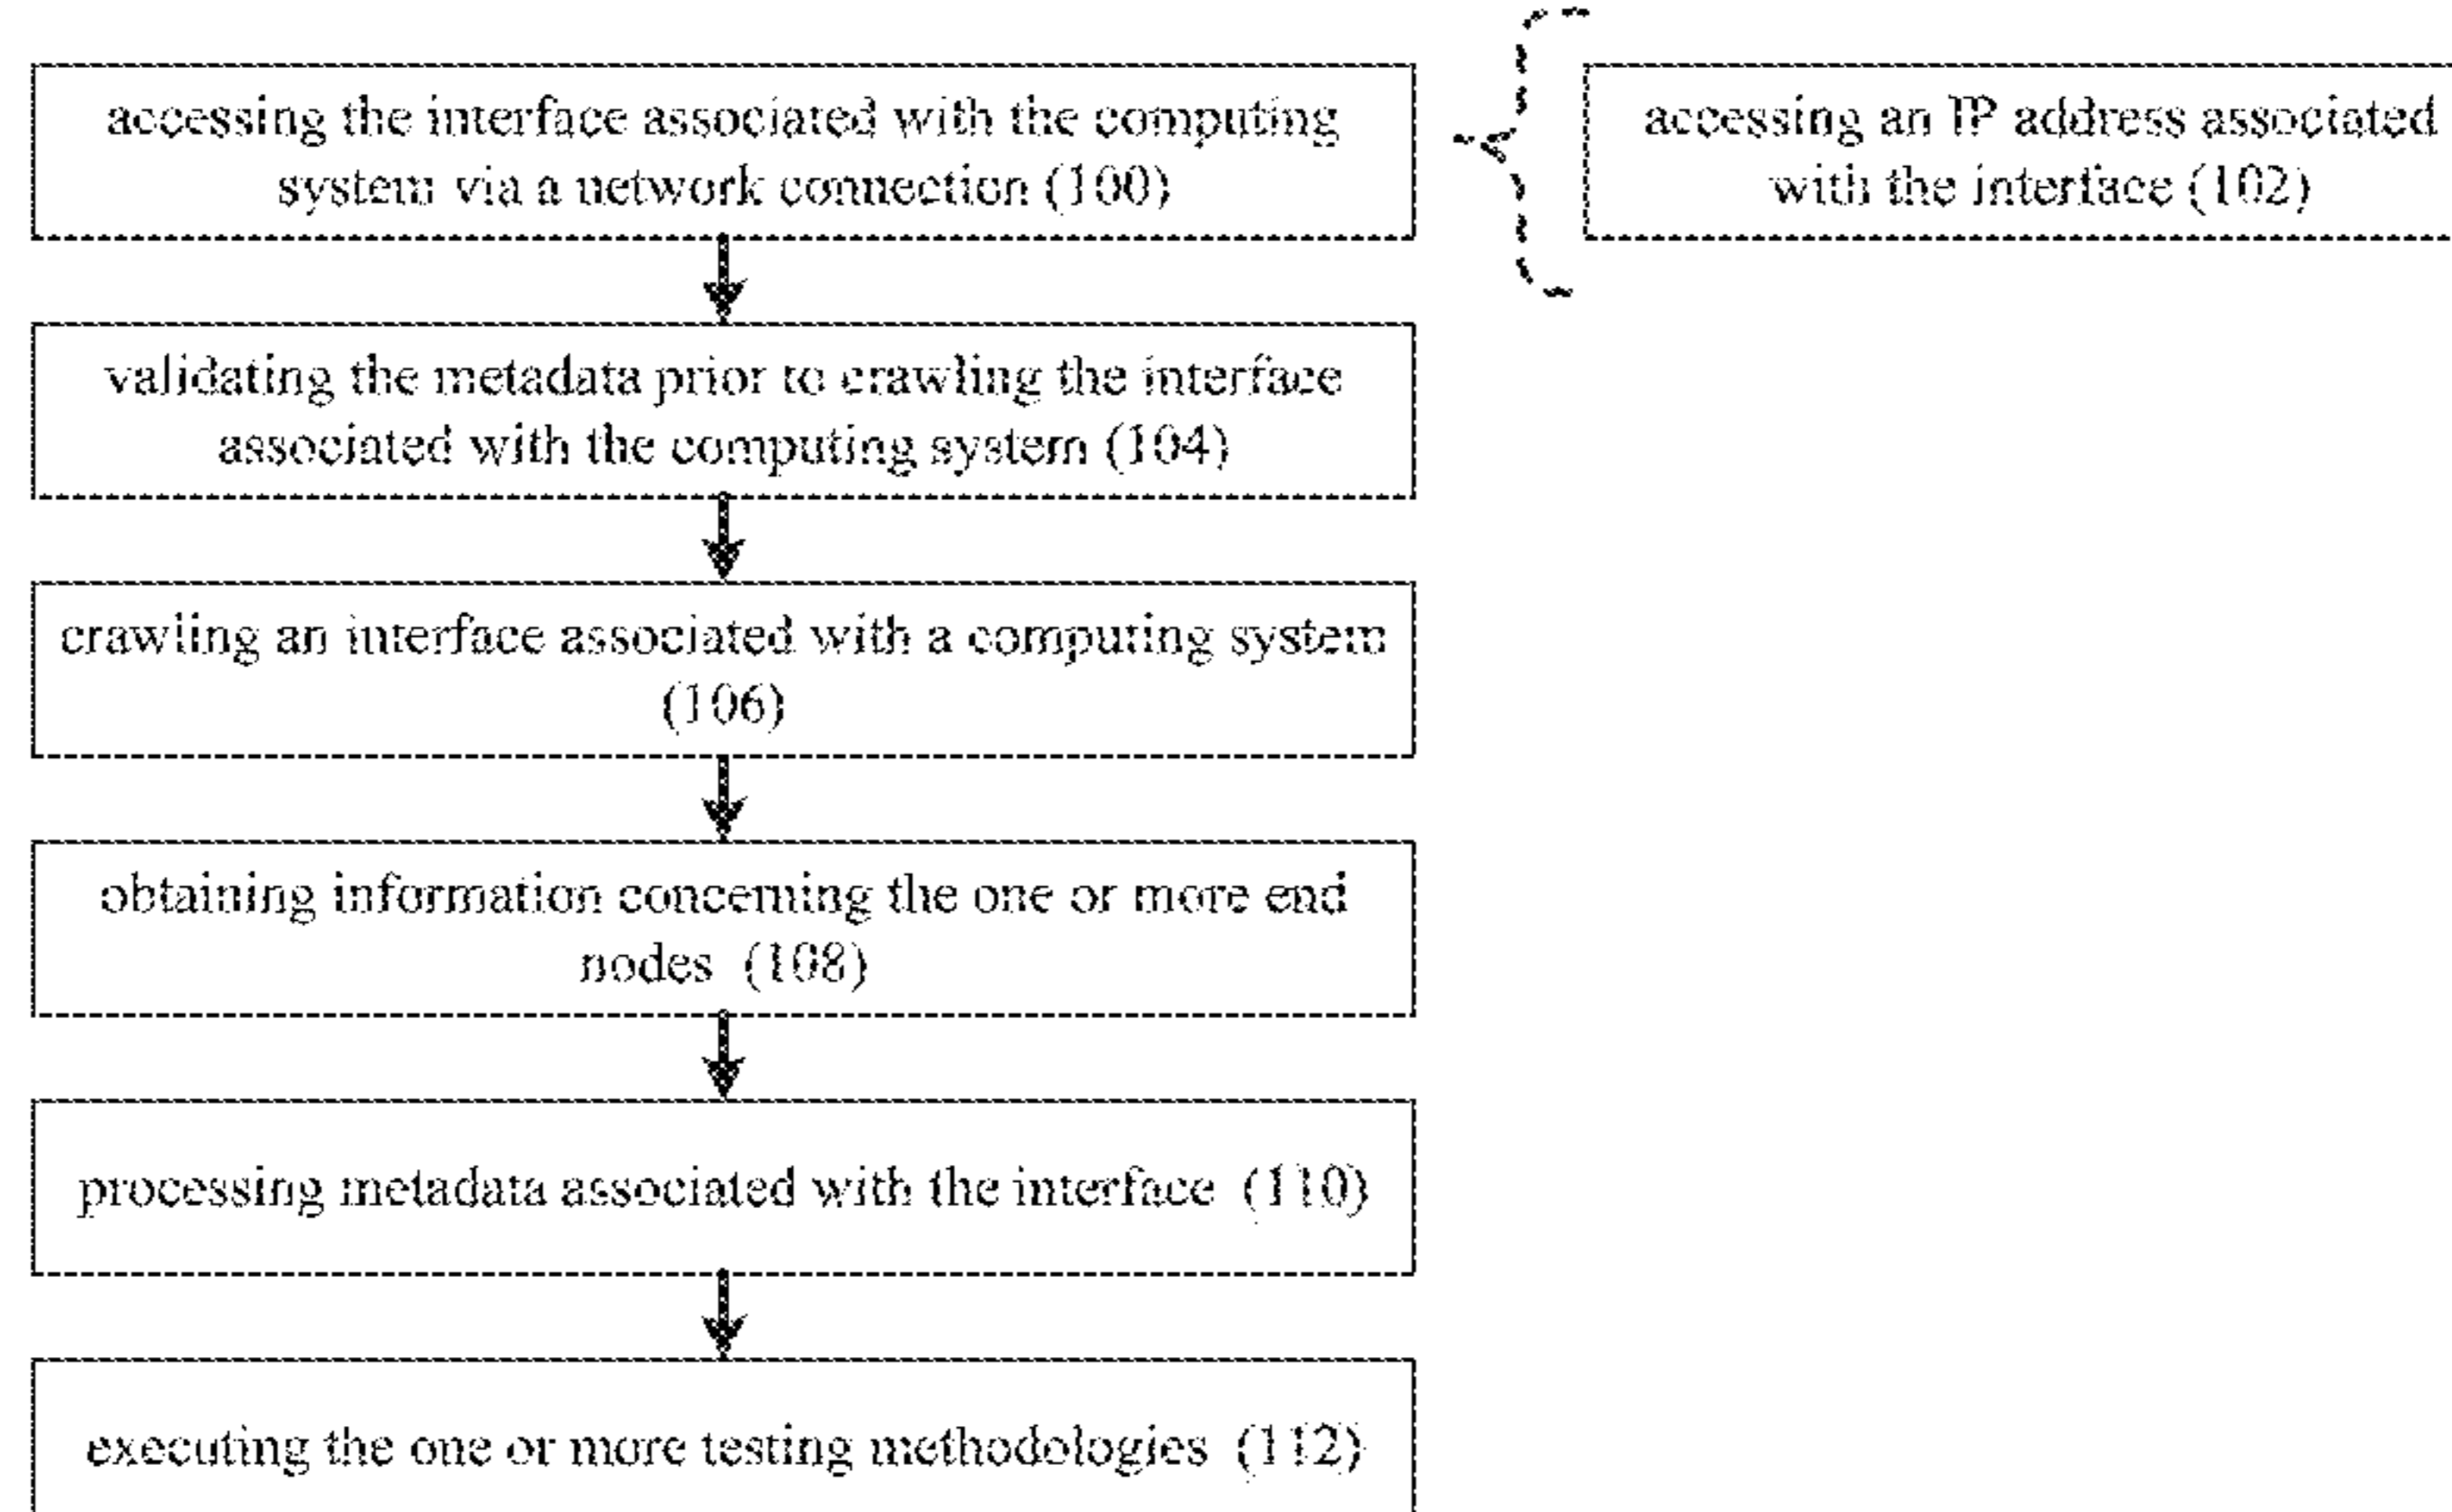 accessing the interface associated with the computing
system via a network connection (100)
accessing an IP address associated
with the interface (102)
validating the metadata prior to crawling the interface
associated with the computing system (104)
crawling an interface associated with a computing system
(106)
obtaining information concerning the one or more end
nodes (108)
processing metadata associated with the interface (110)
executing the one or more testing methodologies (112)